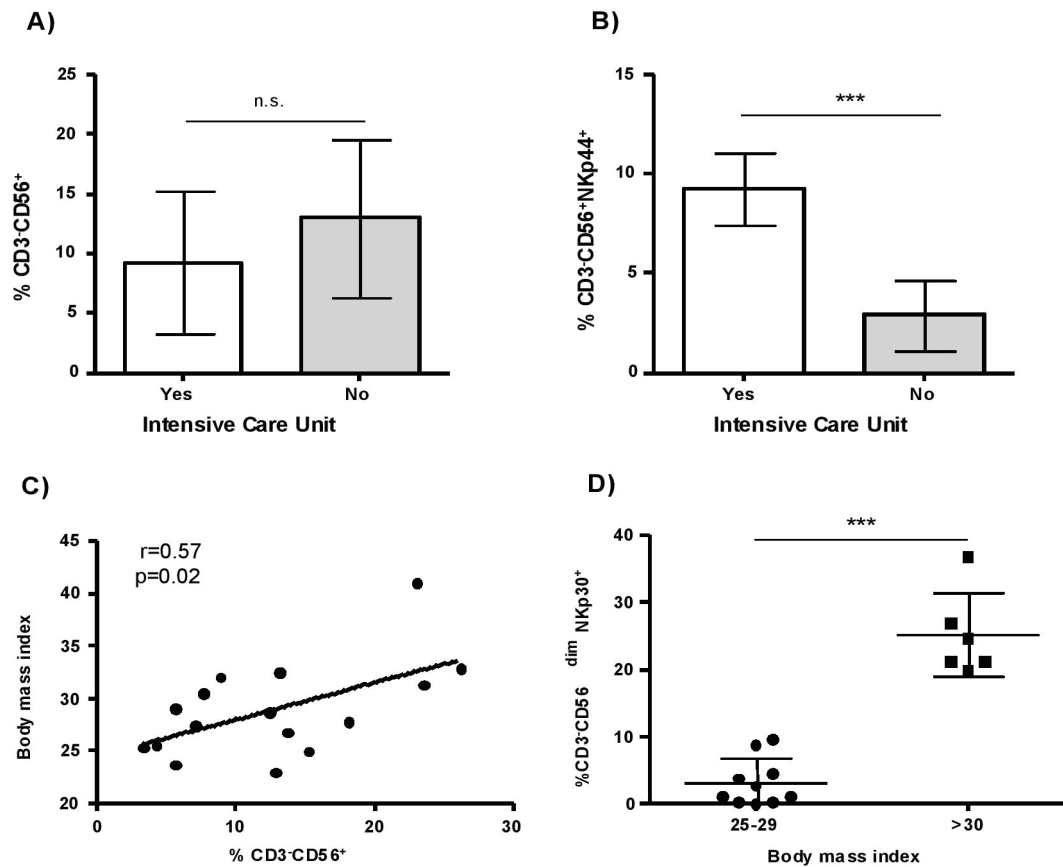 A)
25
20
15
10
5
0
% CD3-CD56+
n.s.
Yes
No
Intensive Care Unit
B)
15
10
5
0
% CD3-CD56+NKp44+
***
Yes
No
Intensive Care Unit
C)
45
40
35
30
25
20
Body mass index
r=0.57
p=0.02
0
10
20
30
% CD3-CD56+
D)
40
30
20
10
0
%CD3-CD56dim NKp30+
***
25-29
>30
Body mass index